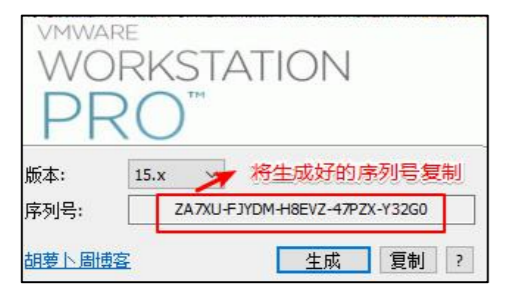 VMWARE
WORKSTATION
PRO™
版本: 15.x 将生成好的序列号复制
序列号: ZA7XU-FJYDM-H8EVZ-47PZX-Y32G0
胡萝卜周博客 生成 复制 ?